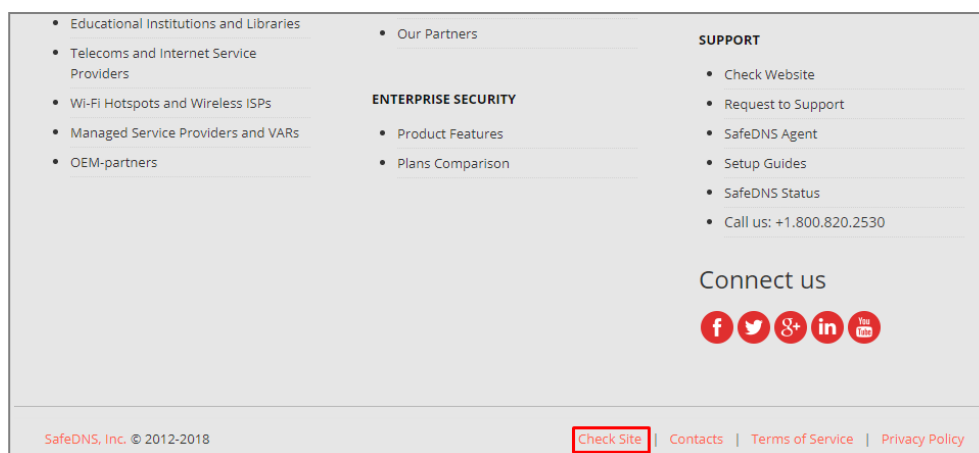 Educational Institutions and Libraries
Telecoms and Internet Service
Providers
Wi-Fi Hotspots and Wireless ISPs
Managed Service Providers and VARs
OEM-partners
Our Partners
ENTERPRISE SECURITY
Product Features
Plans Comparison
SUPPORT
Check Website
Request to Support
SafeDNS Agent
Setup Guides
SafeDNS Status
Call us: +1.800.820.2530
Connect us
f g+ in You Tube
SafeDNS, Inc. © 2012-2018
Check Site | Contacts | Terms of Service | Privacy Policy